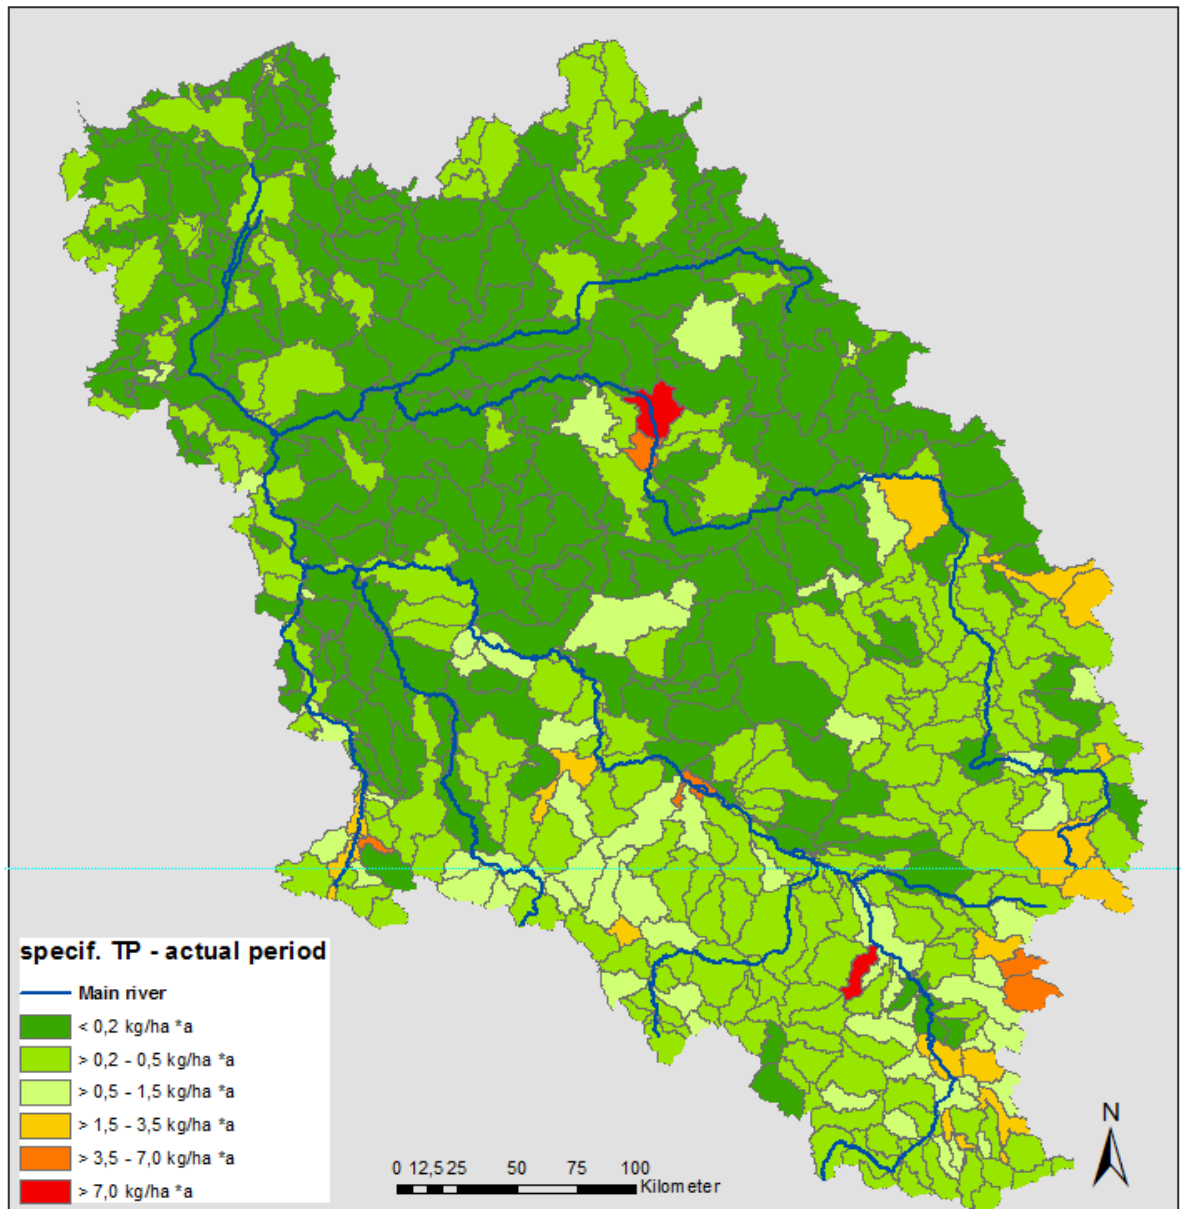 specif. TP - actual period
Main river
< 0,2 kg/ha *a
> 0,2 - 0,5 kg/ha *a
> 0,5 - 1,5 kg/ha *a
> 1,5 - 3,5 kg/ha *a
> 3,5 - 7,0 kg/ha *a
> 7,0 kg/ha *a
0 12,5 25 50 75 100
Kilometer
N